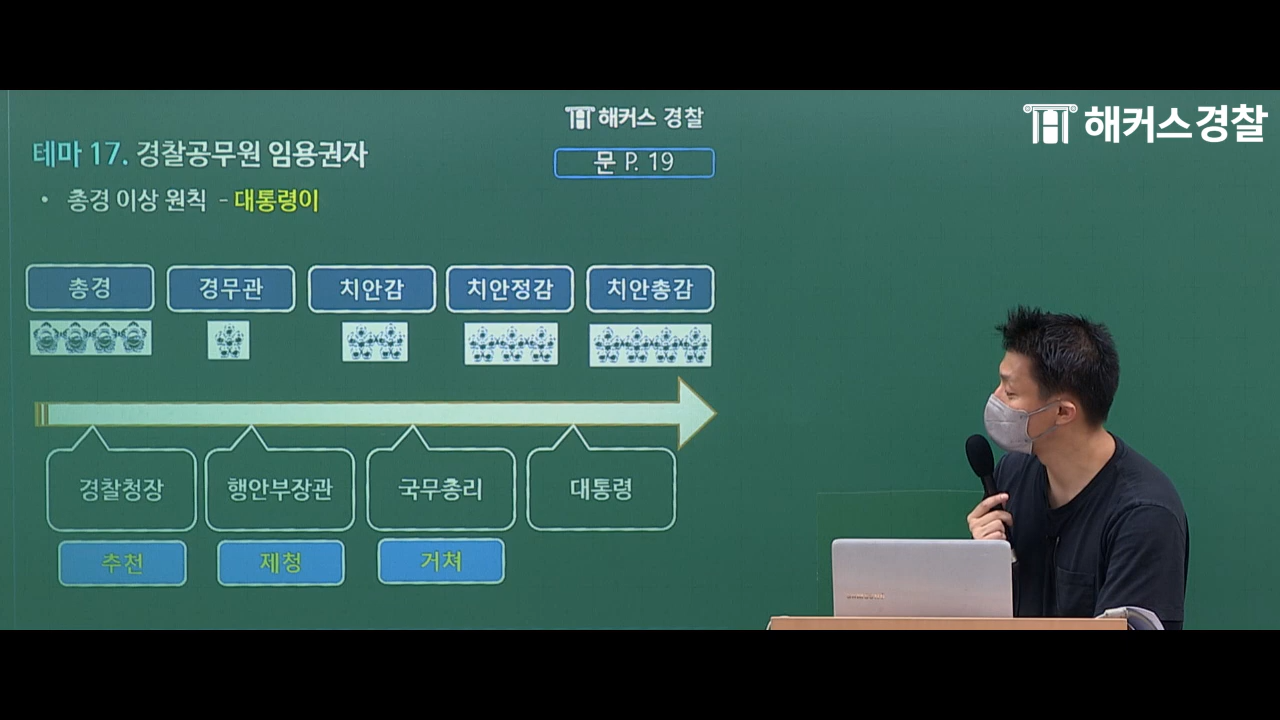 해커스 경찰
해커스경찰
테마 17. 경찰공무원 임용권자
문 P. 19
• 총경 이상 원칙 - 대통령이
총경
경무관
치안감
치안정감
치안총감
경찰청장
행안부장관
국무총리
대통령
추천
제청
거쳐
SAMSUNG